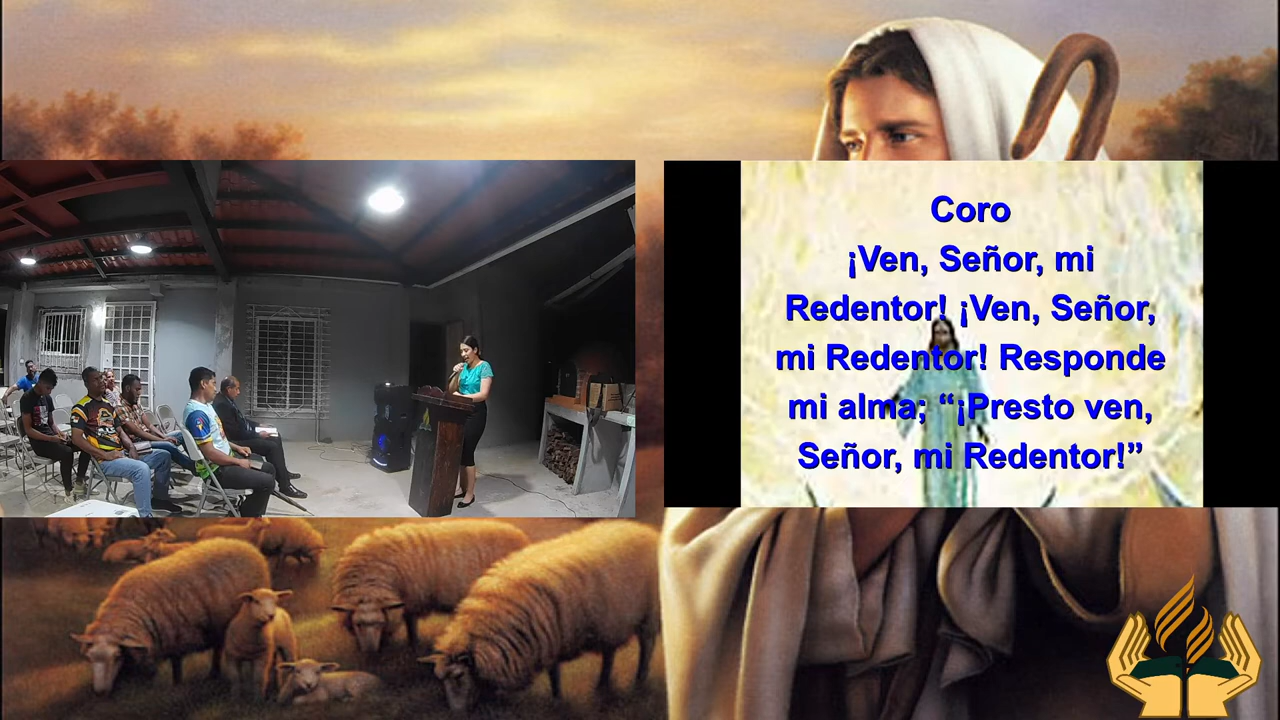 Coro
¡Ven, Señor, mi
Redentor! ¡Ven, Señor,
mi Redentor! Responde
mi alma; “¡Presto ven,
Señor, mi Redentor!”